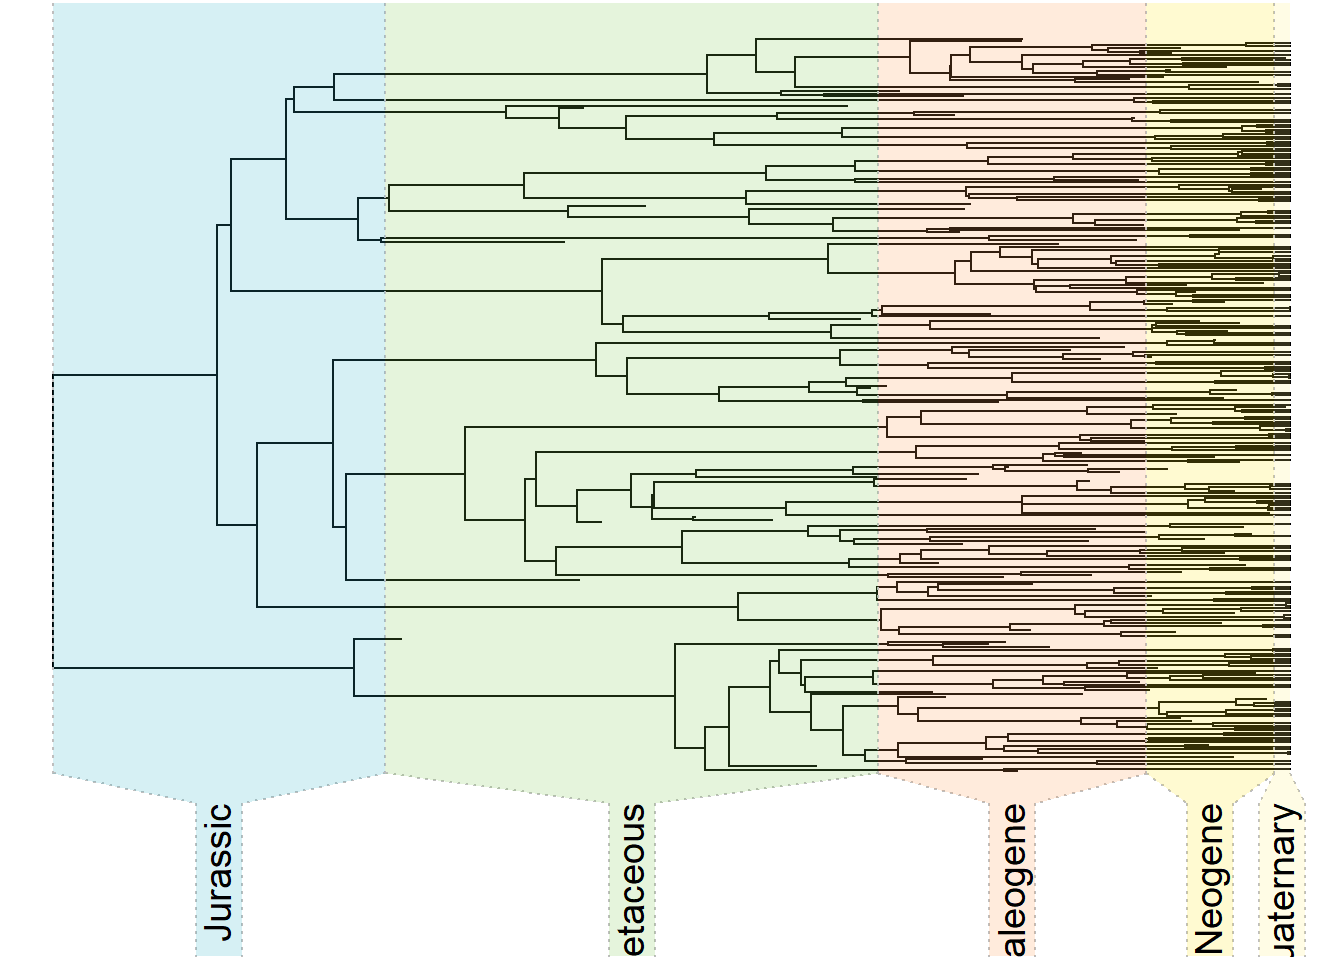 Jurassic
etaceous
aleogene
Neogene
uaternary